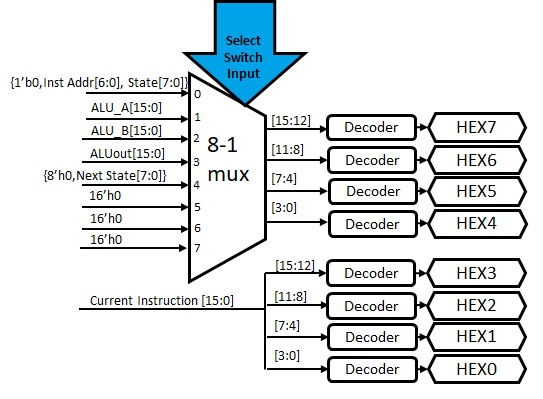 Select
Switch
Input
{1'b0,Inst Addr[6:0], State[7:0]}
0
ALU_A[15:0]
1
ALU_B[15:0]
2
ALUout[15:0]
3
{8'h0,Next State[7:0]}
4
16'h0
5
16'h0
6
16'h0
7
8-1
mux
[15:12] Decoder HEX7
[11:8] Decoder HEX6
[7:4] Decoder HEX5
[3:0] Decoder HEX4
Current Instruction [15:0]
[15:12] Decoder HEX3
[11:8] Decoder HEX2
[7:4] Decoder HEX1
[3:0] Decoder HEX0